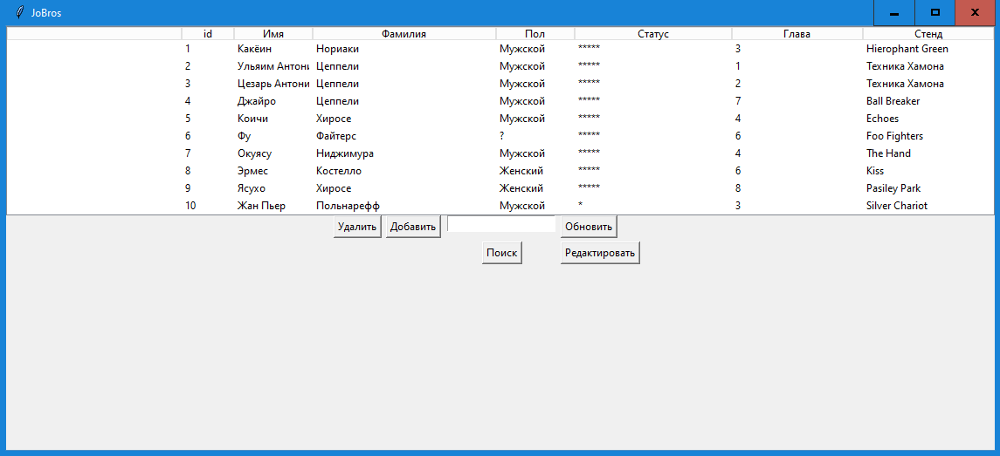 JoBros
id Имя Фамилия Пол Статус Глава Стенд
1 Какёин Нориаки Мужской ***** 3 Hierophant Green
2 Ульяим Антони Цеппели Мужской ***** 1 Техника Хамона
3 Цезарь Антони Цеппели Мужской ***** 2 Техника Хамона
4 Джайро Цеппели Мужской ***** 7 Ball Breaker
5 Коичи Хиросе Мужской ***** 4 Echoes
6 Фу Файтерс ? ***** 6 Foo Fighters
7 Окуясу Ниджимура Мужской ***** 4 The Hand
8 Эрмес Костелло Женский ***** 6 Kiss
9 Ясухо Хиросе Женский ***** 8 Pasiley Park
10 Жан Пьер Польнарефф Мужской * 3 Silver Chariot
Удалить Добавить Обновить
Поиск Редактировать